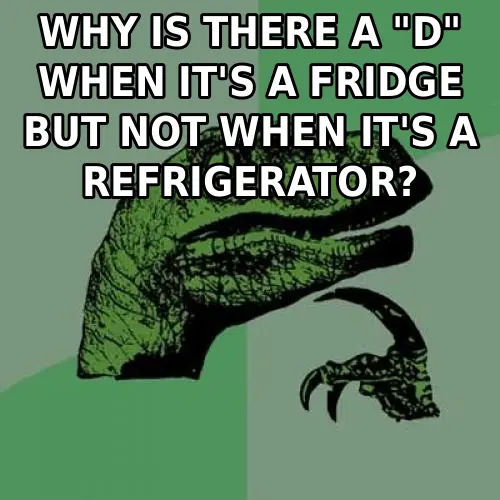 WHY IS THERE A "D"
WHEN IT'S A FRIDGE
BUT NOT WHEN IT'S A
REFRIGERATOR?